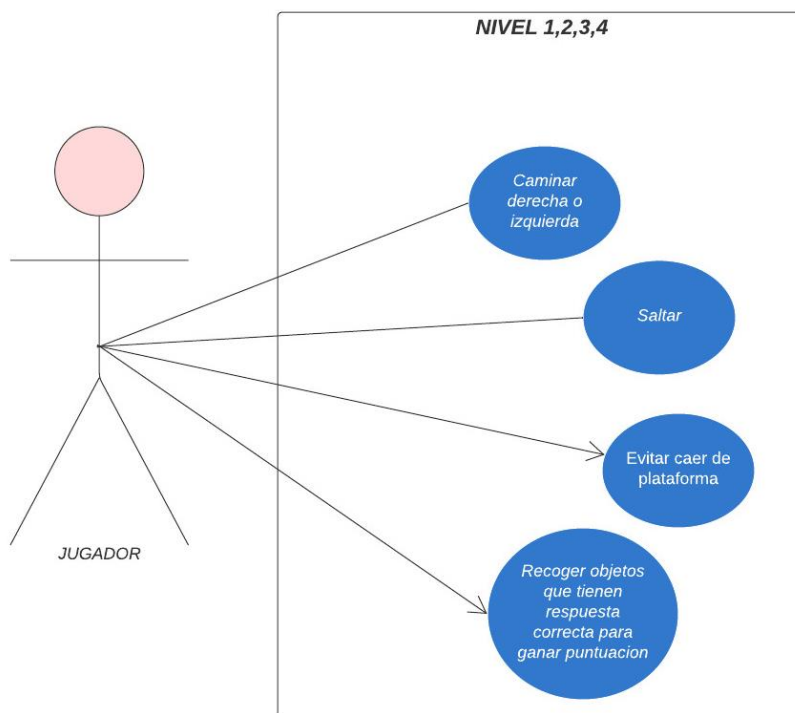 NIVEL 1,2,3,4
Caminar
derecha o
izquierda
Saltar
Evitar caer de
plataforma
JUGADOR
Recoger objetos
que tienen
respuesta
correcta para
ganar puntuacion